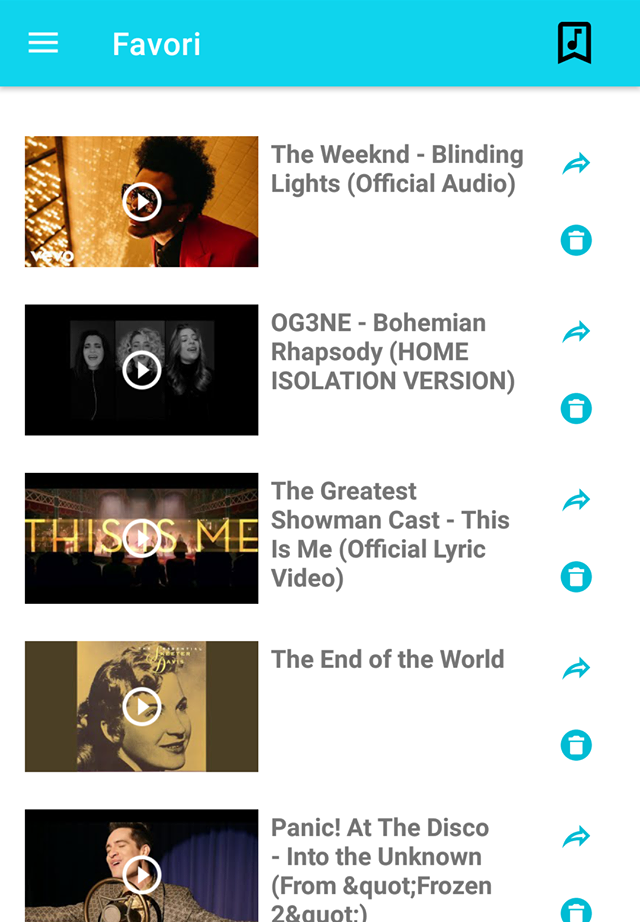 Favori
The Weeknd - Blinding
Lights (Official Audio)
vevo
OG3NE - Bohemian
Rhapsody (HOME
ISOLATION VERSION)
The Greatest
Showman Cast - This
Is Me (Official Lyric
Video)
THIS IS ME
The End of the World
THE ESSENTIAL
SKEETER
DAVIS
Panic! At The Disco
- Into the Unknown
(From &quot;Frozen
2&quot;)